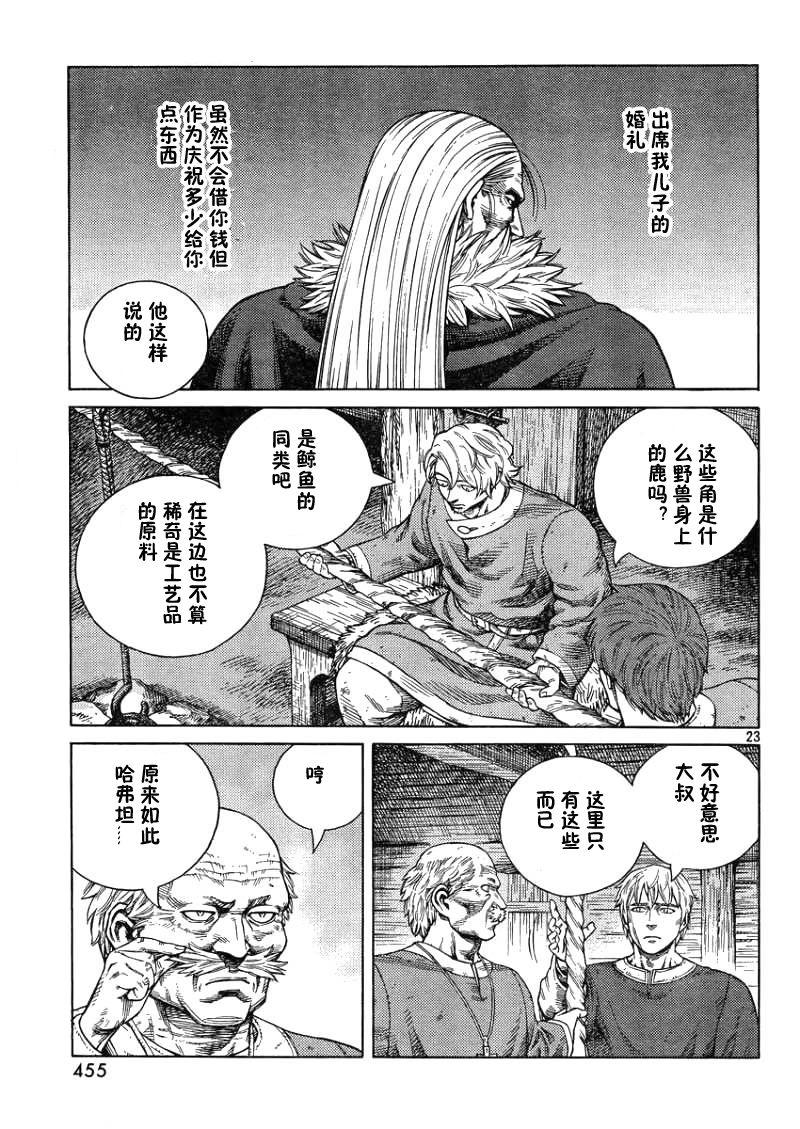 出席我儿子的
婚礼
虽然不会借你钱但
作为庆祝多少给你
点东西
他这样
说的
这些角是什
么野兽身上
的鹿吗？
是鲸鱼的
同类吧
在这边也不算
稀奇是工艺品
的原料
23
不好意思
大叔
这里只
有这些
而已
哼
原来如此
哈弗坦……
455